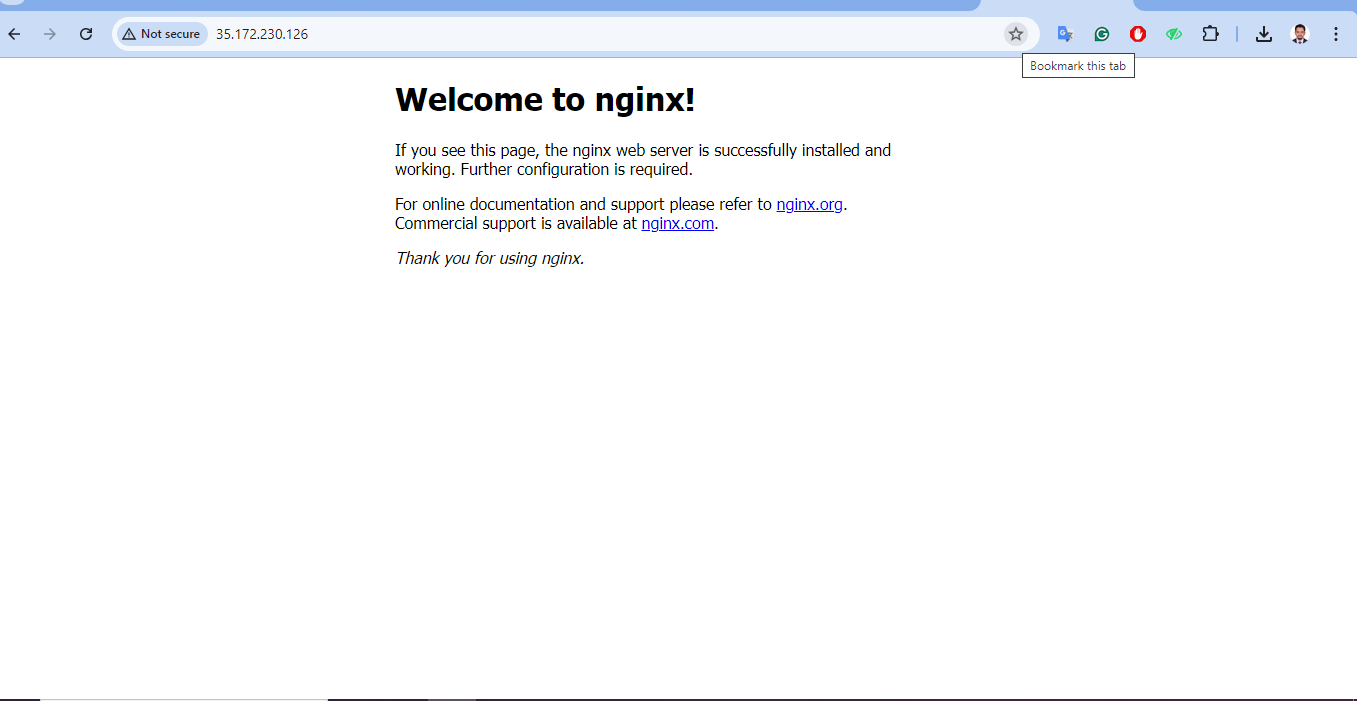 Not secure
35.172.230.126
Bookmark this tab
Welcome to nginx!
If you see this page, the nginx web server is successfully installed and
working. Further configuration is required.
For online documentation and support please refer to nginx.org.
Commercial support is available at nginx.com.
Thank you for using nginx.